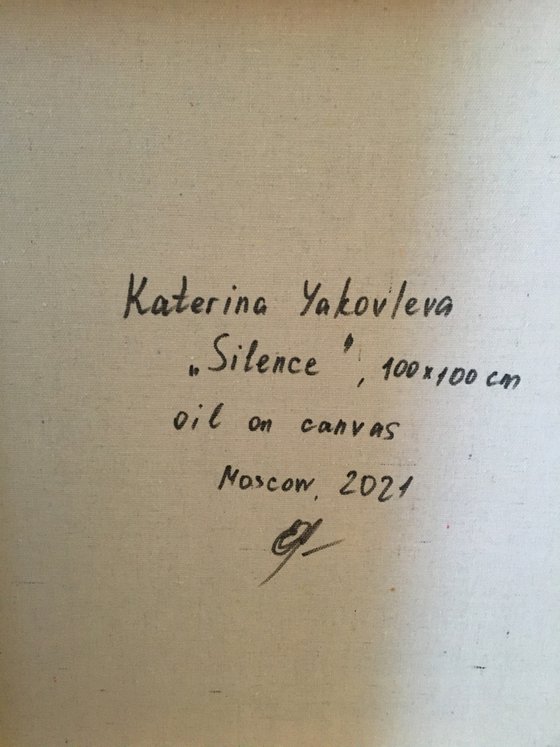 Katerina Yakovleva
„Silence", 100x100 cm
oil on canvas
Moscow, 2021